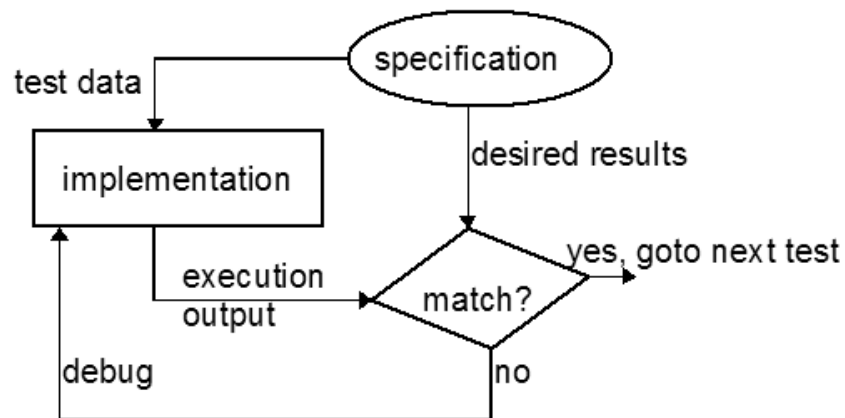 specification
test data
desired results
implementation
yes, goto next test
execution
output
match?
debug
no